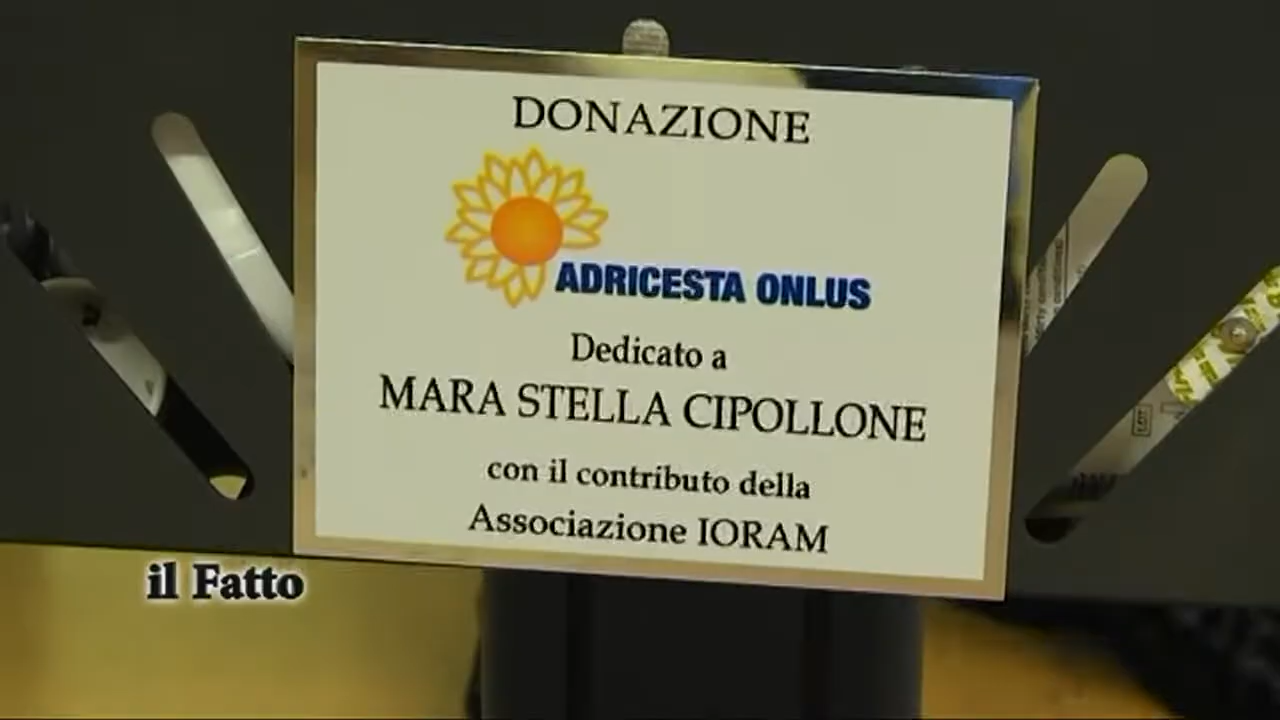 DONAZIONE
ADRICESTA ONLUS
Dedicato a
MARA STELLA CIPOLLONE
con il contributo della
Associazione IORAM
il Fatto